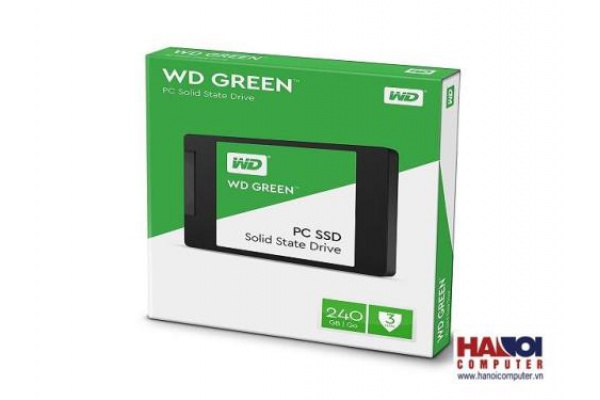 WD GREEN™
PC Solid State Drive
WD
WD
WD GREEN™
PC SSD
Solid State Drive
240
GB | Go
3
HANOI
COMPUTER
www.hanoicomputer.vn